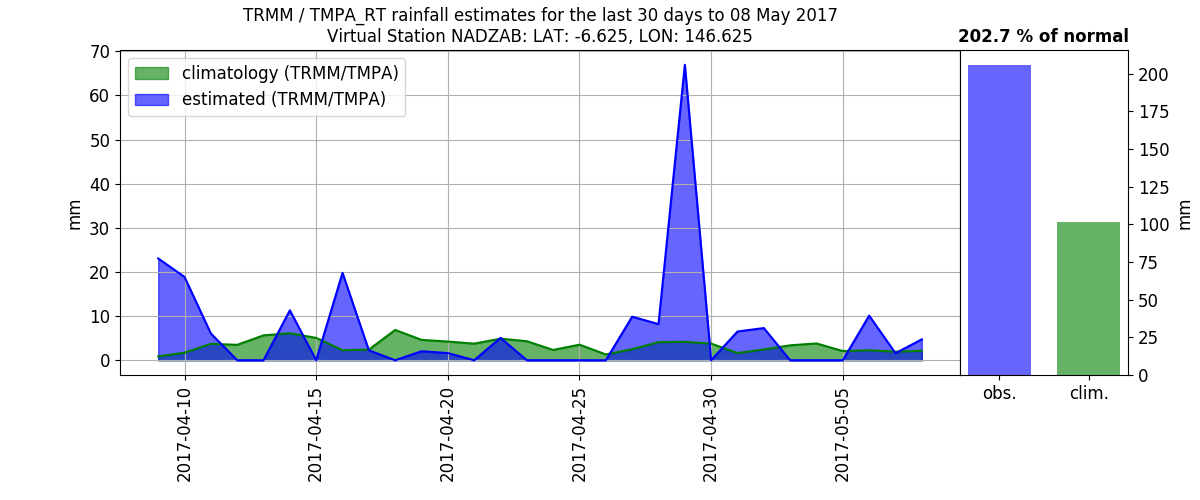 TRMM / TMPA_RT rainfall estimates for the last 30 days to 08 May 2017
Virtual Station NADZAB: LAT: -6.625, LON: 146.625
202.7 % of normal
climatology (TRMM/TMPA)
estimated (TRMM/TMPA)
70
60
50
40
30
20
10
0
mm
2017-04-10
2017-04-15
2017-04-20
2017-04-25
2017-04-30
2017-05-05
200
175
150
125
100
75
50
25
0
mm
obs.
clim.